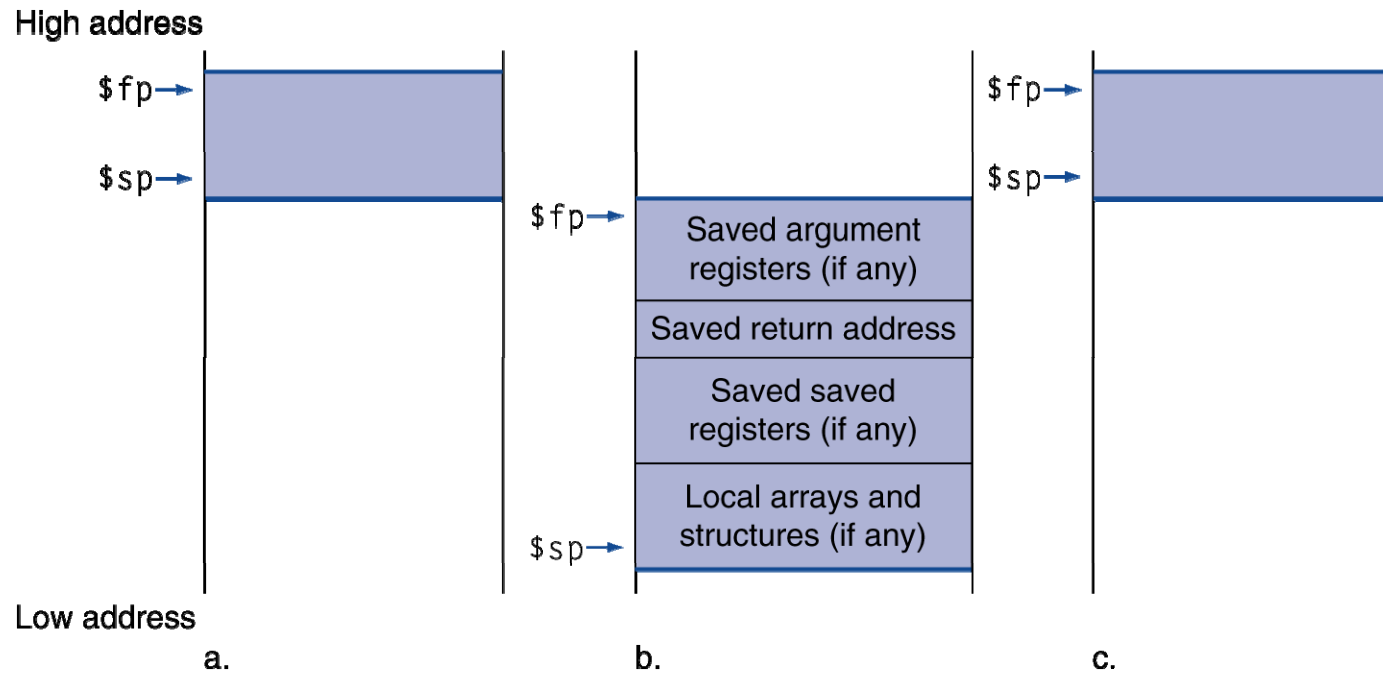 High address
$fp
$sp
$fp
Saved argument
registers (if any)
Saved return address
Saved saved
registers (if any)
Local arrays and
structures (if any)
$sp
$fp
$sp
Low address
a.
b.
c.